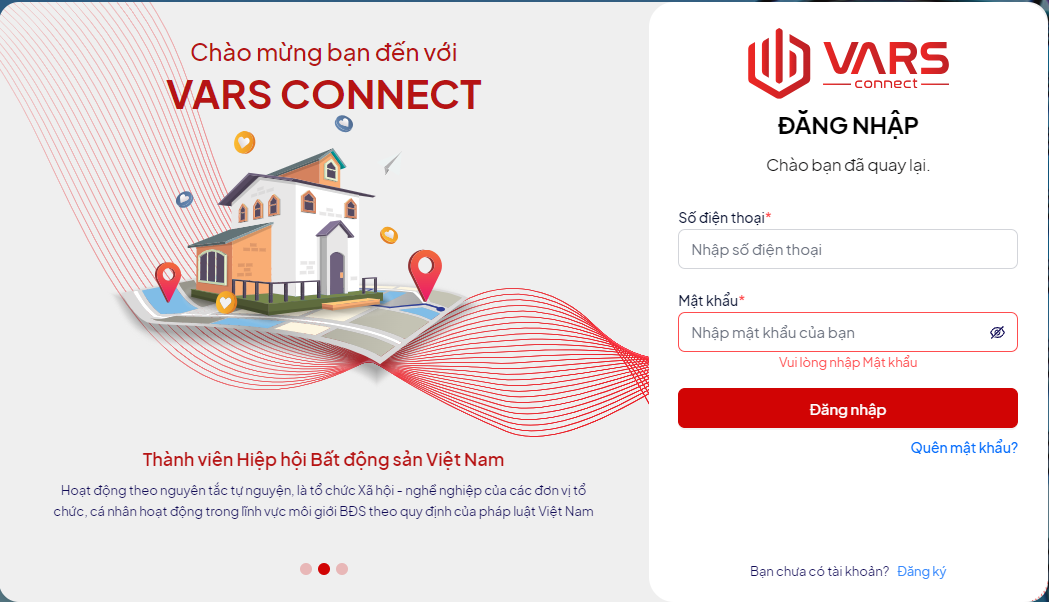 Chào mừng bạn đến với
VARS CONNECT
Thành viên Hiệp hội Bất động sản Việt Nam
Hoạt động theo nguyên tắc tự nguyện, là tổ chức Xã hội - nghề nghiệp của các đơn vị tổ
chức, cá nhân hoạt động trong lĩnh vực môi giới BĐS theo quy định của pháp luật Việt Nam
VARS
connect
ĐĂNG NHẬP
Chào bạn đã quay lại.
Số điện thoại*
Nhập số điện thoại
Mật khẩu*
Nhập mật khẩu của bạn
Vui lòng nhập Mật khẩu
Đăng nhập
Quên mật khẩu?
Bạn chưa có tài khoản? Đăng ký